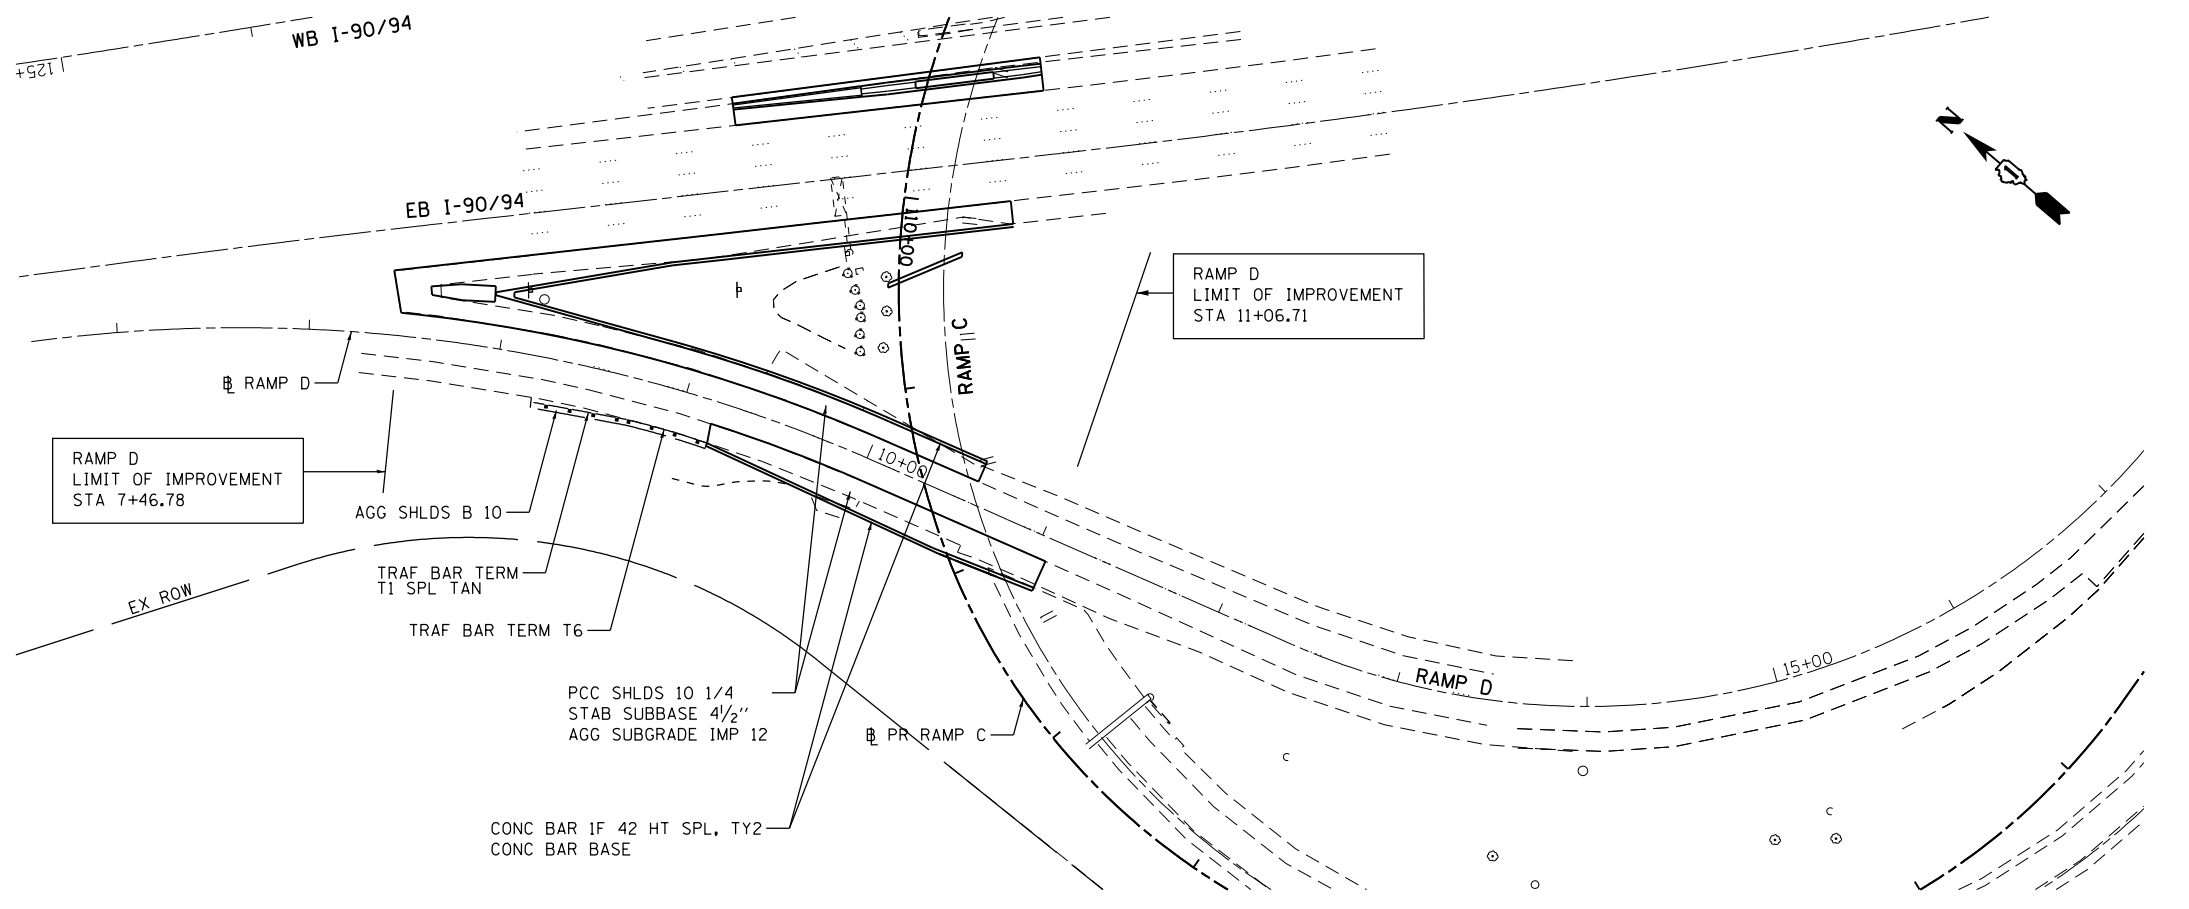 WB I-90/94
125+
N
1
EB I-90/94
110+00
RAMP C
RAMP D
LIMIT OF IMPROVEMENT
STA 11+06.71
BL RAMP D
RAMP D
LIMIT OF IMPROVEMENT
STA 7+46.78
10+00
AGG SHLDS B 10
TRAF BAR TERM
T1 SPL TAN
EX ROW
TRAF BAR TERM T6
15+00
RAMP D
PCC SHLDS 10 1/4
STAB SUBBASE 4½"
AGG SUBGRADE IMP 12
BL PR RAMP C
CONC BAR 1F 42 HT SPL, TY2
CONC BAR BASE